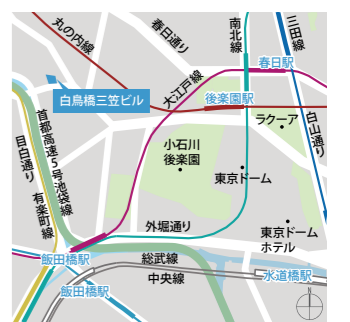 丸の内線
春日通り
南北線
三田線
春日駅
白鳥橋三笠ビル
大江戸線
後楽園駅
ラクーア
白山通り
首都高速5号池袋線
目白通り
有楽町線
小石川
後楽園
東京ドーム
外堀通り
東京ドーム
ホテル
飯田橋駅
総武線
中央線
水道橋駅
飯田橋駅
N